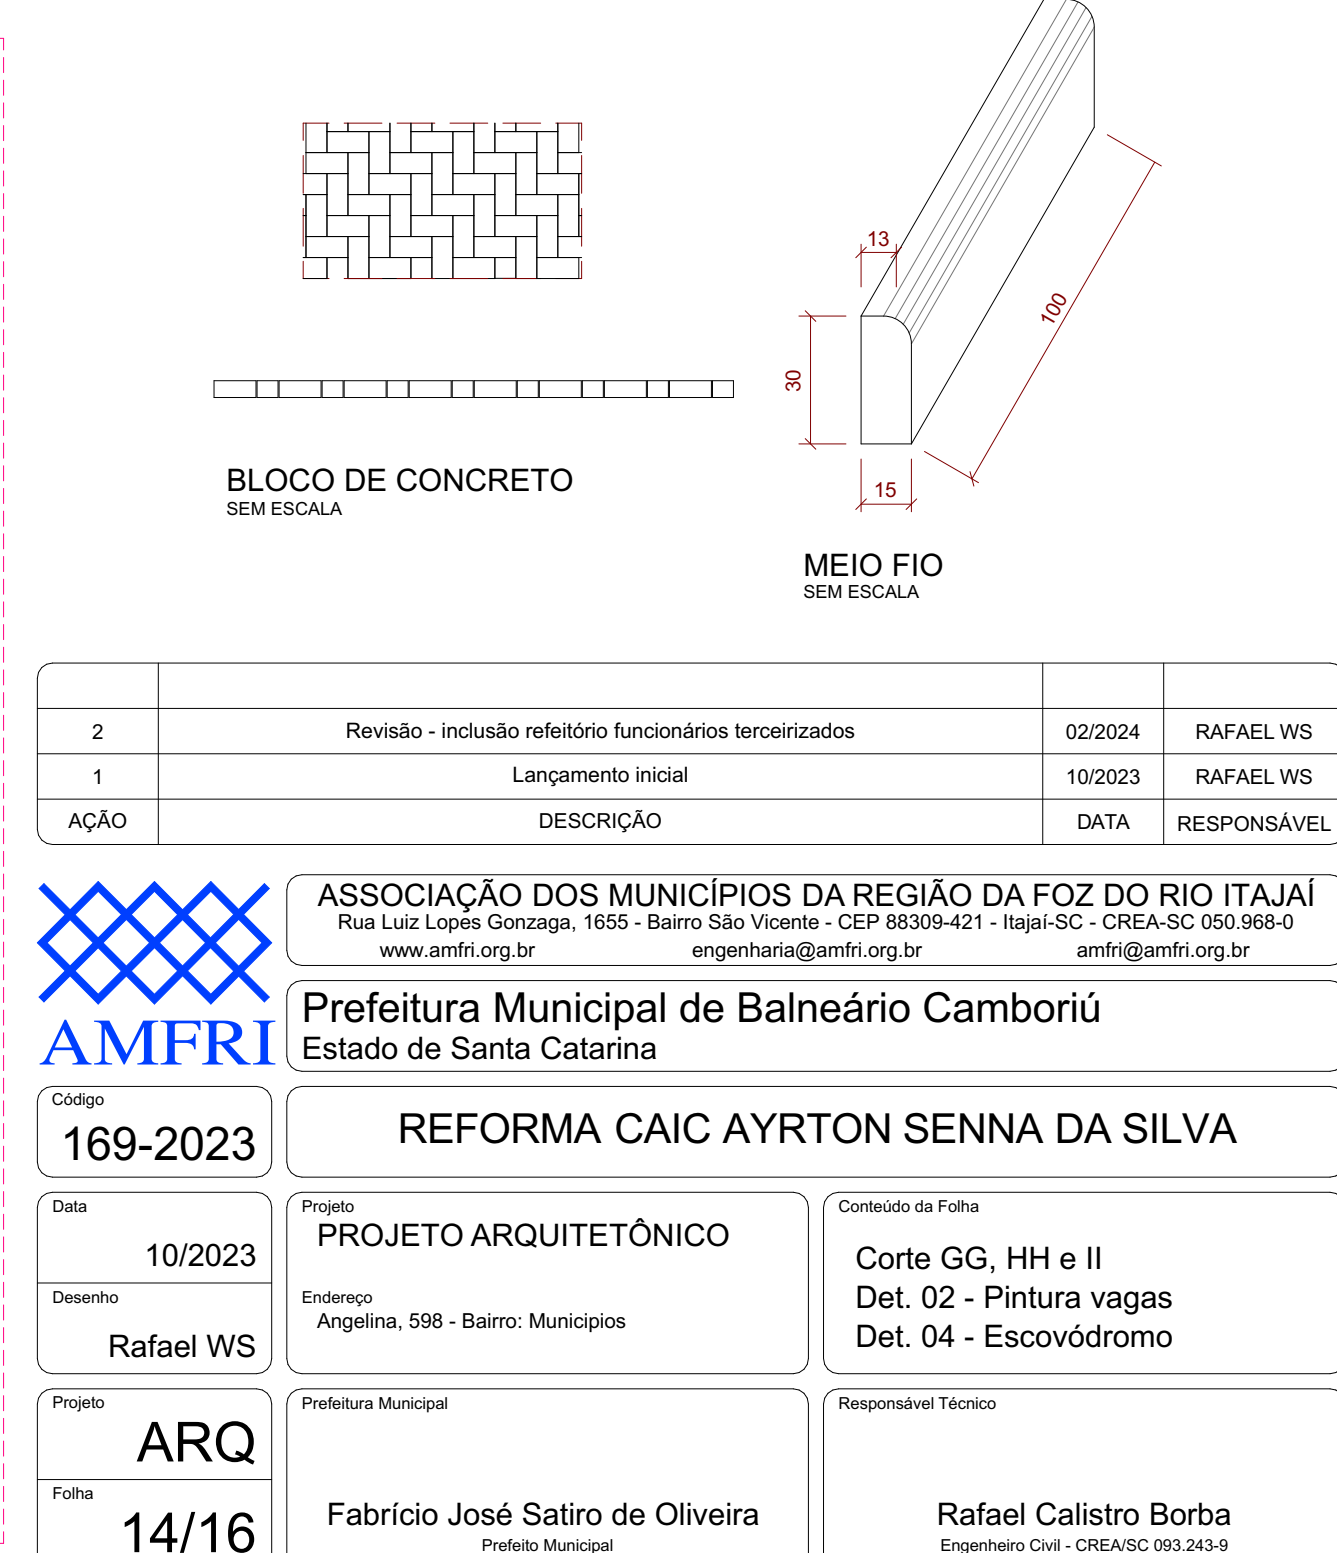 13
100
30
15
BLOCO DE CONCRETO
SEM ESCALA
MEIO FIO
SEM ESCALA
2 Revisão - inclusão refeitório funcionários terceirizados 02/2024 RAFAEL WS
1 Lançamento inicial 10/2023 RAFAEL WS
AÇÃO DESCRIÇÃO DATA RESPONSÁVEL
AMFRI
ASSOCIAÇÃO DOS MUNICÍPIOS DA REGIÃO DA FOZ DO RIO ITAJAÍ
Rua Luiz Lopes Gonzaga, 1655 - Bairro São Vicente - CEP 88309-421 - Itajaí-SC - CREA-SC 050.968-0
www.amfri.org.br engenharia@amfri.org.br amfri@amfri.org.br
Prefeitura Municipal de Balneário Camboriú
Estado de Santa Catarina
Código
169-2023
REFORMA CAIC AYRTON SENNA DA SILVA
Data
10/2023
Desenho
Rafael WS
Projeto
PROJETO ARQUITETÔNICO
Endereço
Angelina, 598 - Bairro: Municipios
Conteúdo da Folha
Corte GG, HH e II
Det. 02 - Pintura vagas
Det. 04 - Escovódromo
Projeto
ARQ
Folha
14/16
Prefeitura Municipal
Fabrício José Satiro de Oliveira
Prefeito Municipal
Responsável Técnico
Rafael Calistro Borba
Engenheiro Civil - CREA/SC 093.243-9